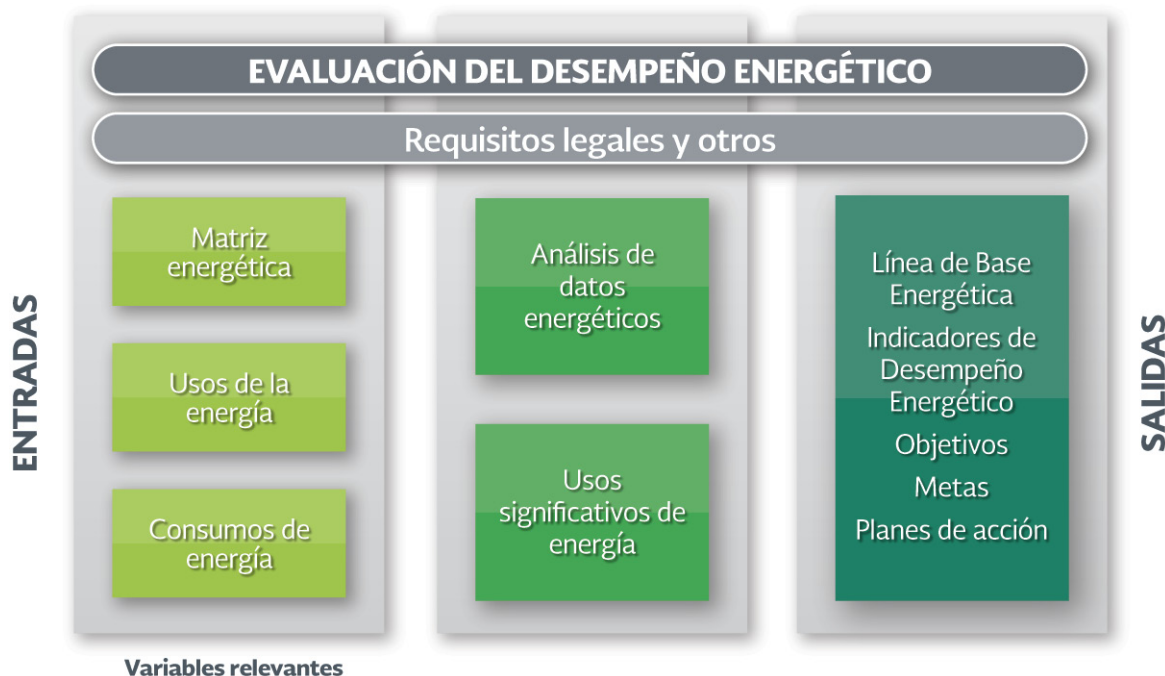 EVALUACIÓN DEL DESEMPEÑO ENERGÉTICO
Requisitos legales y otros
ENTRADAS
Matriz
energética
Usos de la
energía
Consumos de
energía
Variables relevantes
Análisis de
datos
energéticos
Usos
significativos de
energía
Línea de Base
Energética
Indicadores de
Desempeño
Energético
Objetivos
Metas
Planes de acción
SALIDAS